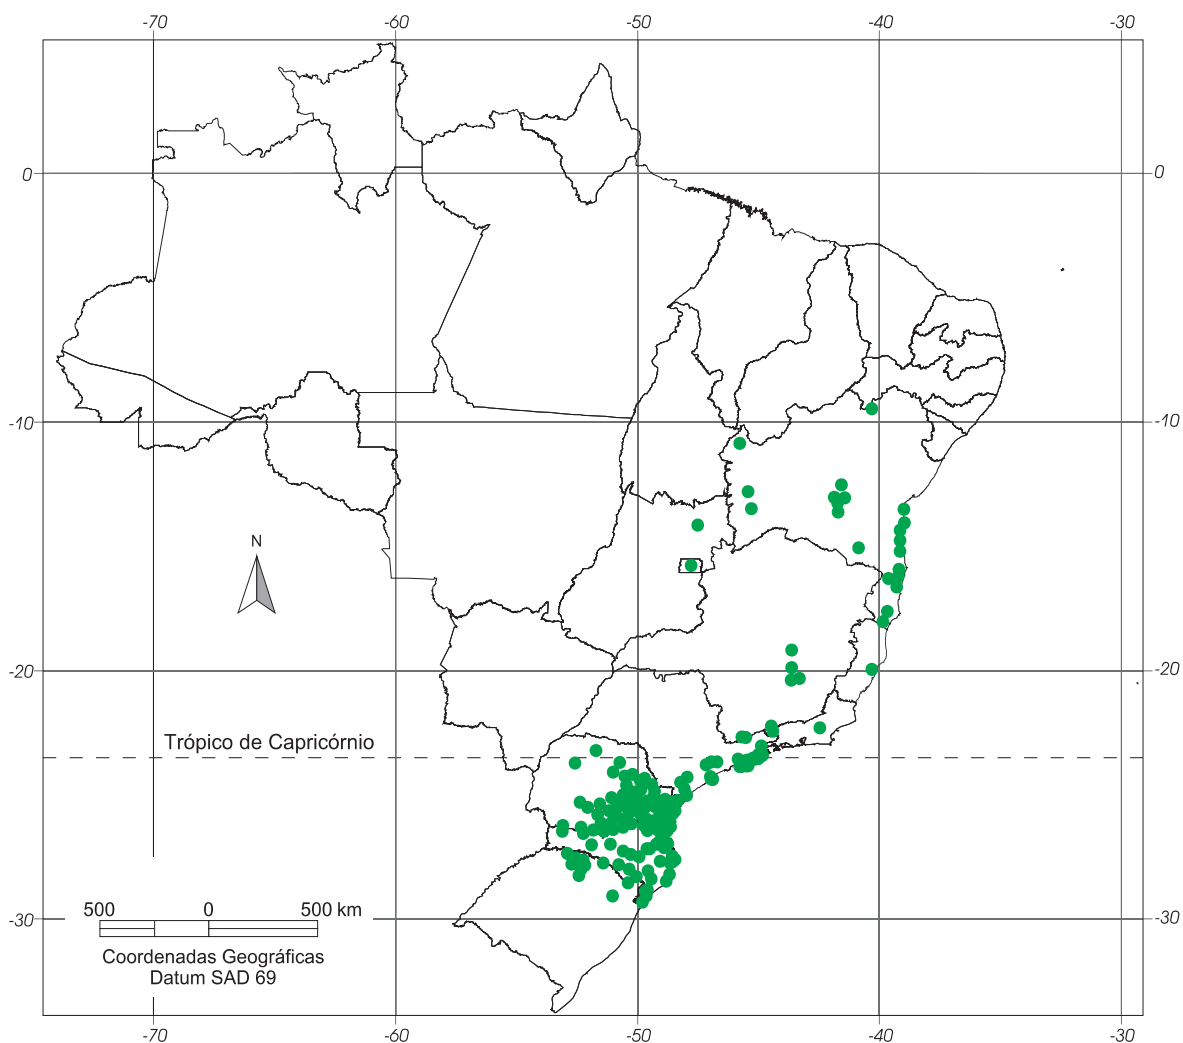 -70 -60 -50 -40 -30
0 0
-10 -10
N
-20 -20
Trópico de Capricórnio
500 0 500 km
-30 -30
Coordenadas Geográficas
Datum SAD 69
-70 -60 -50 -40 -30